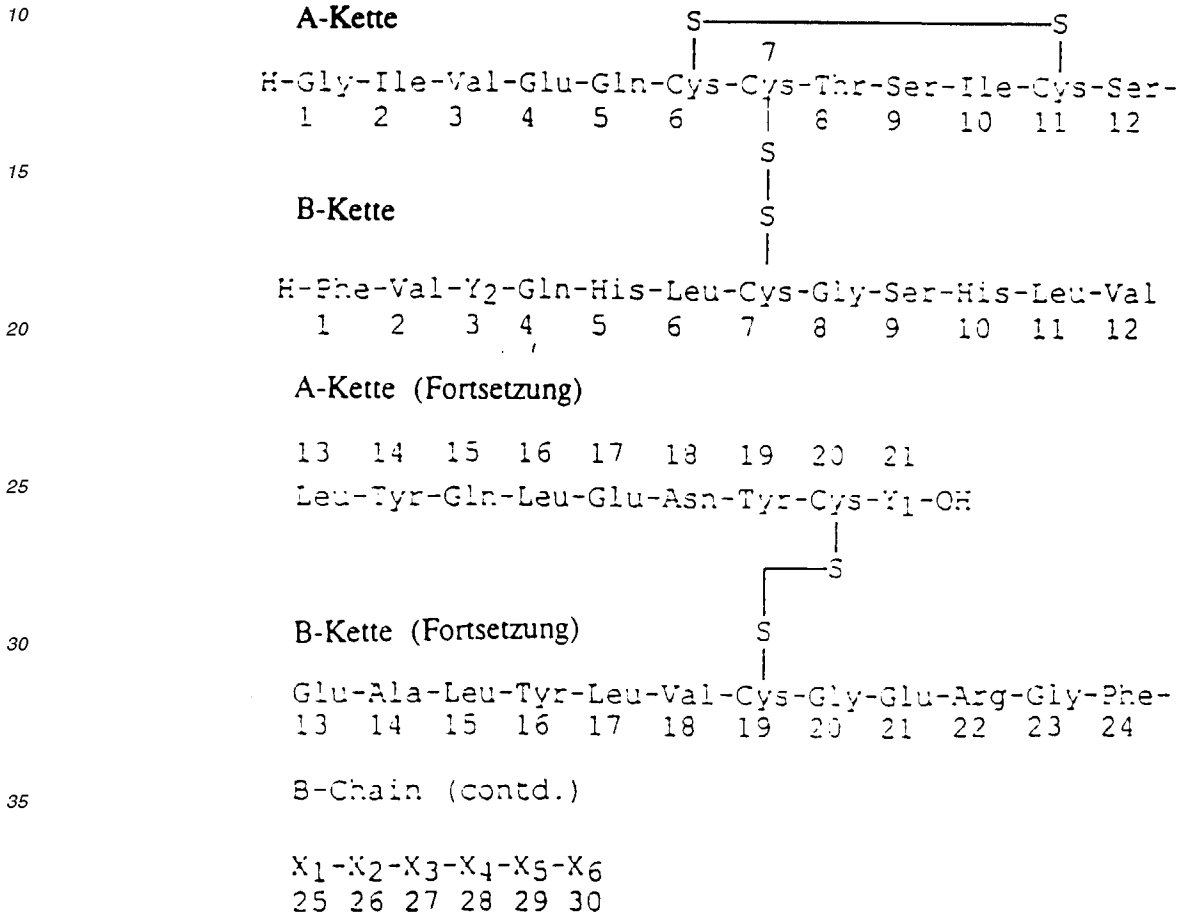 10 A-Kette S S
7
H-Gly-Ile-Val-Glu-Gln-Cys-Cys-Thr-Ser-Ile-Cys-Ser-
1 2 3 4 5 6 8 9 10 11 12
S
15
B-Kette S
H-Phe-Val-Y2-Gln-His-Leu-Cys-Gly-Ser-His-Leu-Val
1 2 3 4 5 6 7 8 9 10 11 12
20
A-Kette (Fortsetzung)
13 14 15 16 17 18 19 20 21
25 Leu-Tyr-Gln-Leu-Glu-Asn-Tyr-Cys-Y1-OH
S
30 B-Kette (Fortsetzung) S
Glu-Ala-Leu-Tyr-Leu-Val-Cys-Gly-Glu-Arg-Gly-Phe-
13 14 15 16 17 18 19 20 21 22 23 24
35 B-Chain (contd.)
X1-X2-X3-X4-X5-X6
25 26 27 28 29 30